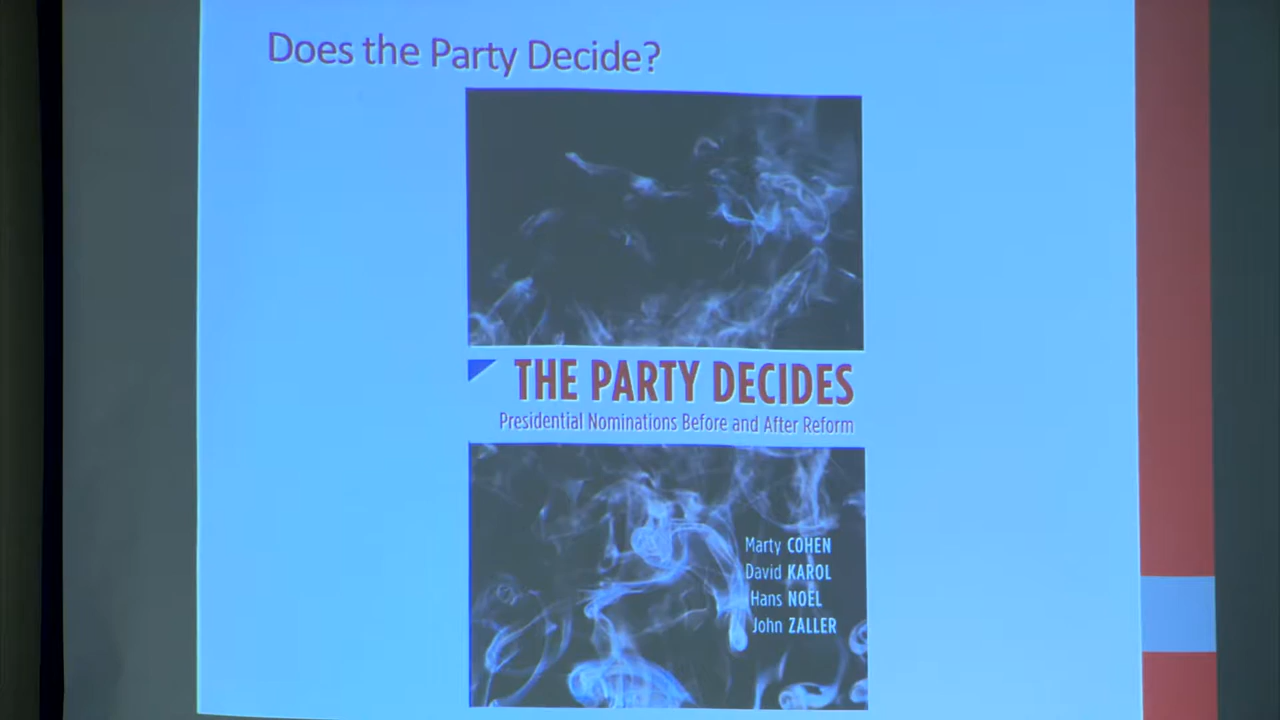 Does the Party Decide?
THE PARTY DECIDES
Presidential Nominations Before and After Reform
Marty COHEN
David KAROL
Hans NOEL
John ZALLER